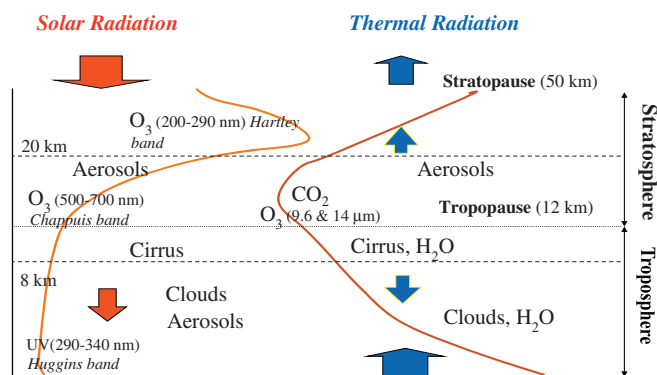 Solar Radiation
Thermal Radiation
Stratopause (50 km)
O3 (200-290 nm) Hartley
band
20 km
Aerosols
Aerosols
Stratosphere
O3 (500-700 nm)
Chappuis band
CO2
O3 (9.6 & 14 μm)
Tropopause (12 km)
Cirrus
Cirrus, H2O
8 km
Clouds
Aerosols
Clouds, H2O
Troposphere
UV(290-340 nm)
Huggins band